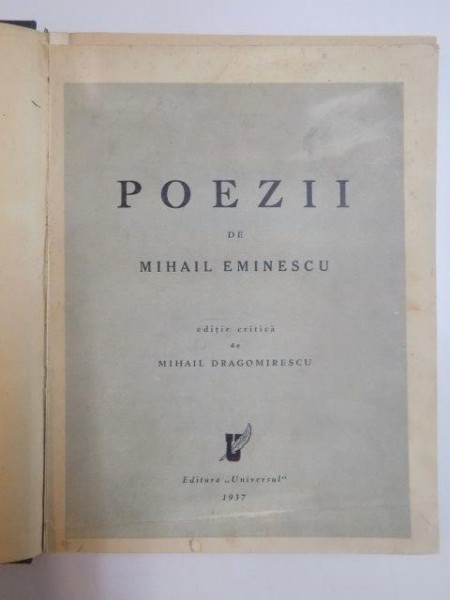 POEZII
DE
MIHAIL EMINESCU
ediție critică
de
MIHAIL DRAGOMIRESCU
U
Editura „Universul“
1937